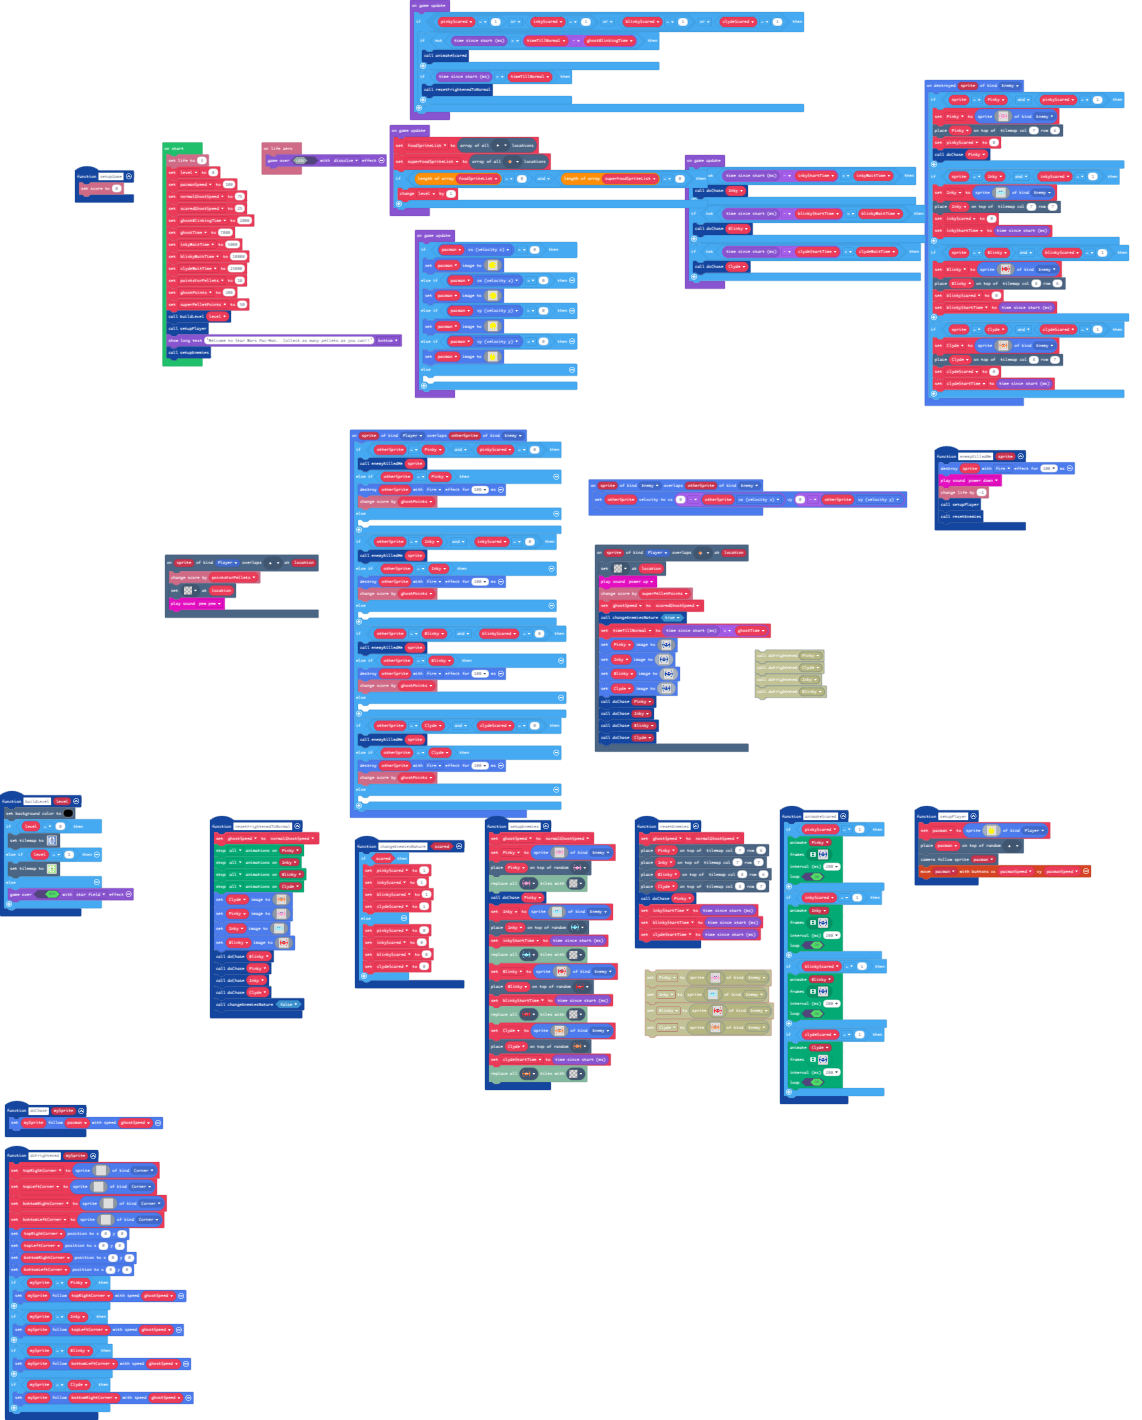 on game update
if pinkyScared = 1 or inkyScared = 1 or blinkyScared = 1 or clydeScared = 1 then
if not time since start (ms) < timeTillNormal - ghostBlinkingTime
call animateScared
if time since start (ms) timeTillNormal then
call resetFrightenedToNormal
on game update
set foodSpriteList to array of all locations
set superFoodSpriteList to array of all locations
if length of array foodSpriteList = 0 and length of array superFoodSpriteList = 0
change level by 1
on game update
if not time since start (ms) - inkyStartTime < inkyWaitTime then
call doChase Inky
if not time since start (ms) - blinkyStartTime < blinkyWaitTime then
call doChase Blinky
if not time since start (ms) - clydeStartTime < clydeWaitTime then
call doChase Clyde
on game update
if pacman vx (velocity x) 0 then
set pacman image to
else if pacman vx (velocity x) 0 then
set pacman image to
else if pacman vy (velocity y) 0 then
set pacman image to
else if pacman vy (velocity y) 0 then
set pacman image to
else
function
set score to 0
on start
set life to
set level to
set pacmanSpeed to 100
set normalGhostSpeed to
set scaredGhostSpeed to
set ghostBlinkingTime to
set ghostTime to
set inkyWaitTime to
set blinkyWaitTime to
set clydeWaitTime to
set pointsForPellets to
set ghostPoints to
set superPelletPoints to
call buildLevel level
call setupPlayer
show long text "Welcome to Star Wars Pac-Man. Collect as many pellets as you can!!" bottom
call setupEnemies
on life zero
game over with dissolve effect
on destroyed sprite of kind Enemy
if sprite = Pinky and pinkyScared = 1 then
set Pinky to sprite of kind Enemy
place Pinky on top of tilemap col row
set pinkyScared to 0
call doChase Pinky
if sprite = Inky and inkyScared = 1 then
set Inky to sprite of kind Enemy
place Inky on top of tilemap col row
set inkyScared to 0
set inkyStartTime to time since start (ms)
if sprite = Blinky and blinkyScared = 1 then
set Blinky to sprite of kind Enemy
place Blinky on top of tilemap col row
set blinkyScared to 0
set blinkyStartTime to time since start (ms)
if sprite = Clyde and clydeScared = 1 then
set Clyde to sprite of kind Enemy
place Clyde on top of tilemap col row
set clydeScared to 0
set clydeStartTime to time since start (ms)
on sprite of kind Player overlaps otherSprite of kind Enemy
if otherSprite = Pinky and pinkyScared = 0 then
call enemyKilledMe sprite
else if otherSprite = Pinky then
destroy otherSprite with fire effect for 100 ms
change score by ghostPoints
else
if otherSprite = Inky and inkyScared = 0 then
call enemyKilledMe sprite
else if otherSprite = Inky then
destroy otherSprite with fire effect for 100 ms
change score by ghostPoints
else
if otherSprite = Blinky and blinkyScared = 0 then
call enemyKilledMe sprite
else if otherSprite = Blinky then
destroy otherSprite with fire effect for 100 ms
change score by ghostPoints
else
if otherSprite = Clyde and clydeScared = 0 then
call enemyKilledMe sprite
else if otherSprite = Clyde then
destroy otherSprite with fire effect for 100 ms
change score by ghostPoints
else
on sprite of kind Enemy overlaps otherSprite of kind Enemy
set otherSprite velocity to vx 0 - otherSprite vx (velocity x) vy 0 - otherSprite vy (velocity y)
function enemyKilledMe sprite
destroy sprite with fire effect for 100 ms
play sound power down
change life by -1
call setupPlayer
call resetEnemies
on sprite of kind Player overlaps at location
change score by pointsForPellets
set at location
play sound pew pew
on sprite of kind Player overlaps at location
set at location
play sound power up
change score by superPelletPoints
set ghostSpeed to scaredGhostSpeed
call changeEnemiesNature true
set timeTillNormal to time since start (ms) + ghostTime
set Pinky image to
set Inky image to
set Blinky image to
set Clyde image to
call doChase Pinky
call doChase Inky
call doChase Blinky
call doChase Clyde
call doFrightened Pinky
call doFrightened Clyde
call doFrightened Inky
call doFrightened Blinky
function buildLevel level
set background color to
if level = 0 then
set tilemap to
else if level = 1 then
set tilemap to
else
game over with star field effect
function resetFrightenedToNormal
set ghostSpeed to normalGhostSpeed
stop all animations on Pinky
stop all animations on Inky
stop all animations on Blinky
stop all animations on Clyde
set Clyde image to
set Pinky image to
set Inky image to
set Blinky image to
call doChase Blinky
call doChase Pinky
call doChase Inky
call doChase Clyde
call changeEnemiesNature false
function changeEnemiesNature scared
if scared then
set pinkyScared to 1
set inkyScared to 1
set blinkyScared to 1
set clydeScared to 1
else
set pinkyScared to 0
set inkyScared to 0
set blinkyScared to 0
set clydeScared to 0
function setupEnemies
set ghostSpeed to normalGhostSpeed
set Pinky to sprite of kind Enemy
place Pinky on top of random
replace all tiles with
call doChase Pinky
set Inky to sprite of kind Enemy
place Inky on top of random
set inkyStartTime to time since start (ms)
replace all tiles with
set Blinky to sprite of kind Enemy
place Blinky on top of random
set blinkyStartTime to time since start (ms)
replace all tiles with
set Clyde to sprite of kind Enemy
place Clyde on top of random
set clydeStartTime to time since start (ms)
replace all tiles with
function resetEnemies
set ghostSpeed to normalGhostSpeed
place Pinky on top of tilemap col row
place Inky on top of tilemap col row
place Blinky on top of tilemap col row
place Clyde on top of tilemap col row
call doChase Pinky
set inkyStartTime to time since start (ms)
set blinkyStartTime to time since start (ms)
set clydeStartTime to time since start (ms)
set Pinky to sprite of kind Enemy
set Inky to sprite of kind Enemy
set Blinky to sprite of kind Enemy
set Clyde to sprite of kind Enemy
function animateScared
if pinkyScared = 1 then
animate Pinky
frames
interval (ms) 200
loop
if inkyScared = 1 then
animate Inky
frames
interval (ms) 200
loop
if blinkyScared = 1 then
animate Blinky
frames
interval (ms) 200
loop
if clydeScared = 1 then
animate Clyde
frames
interval (ms) 200
loop
function setupPlayer
set pacman to sprite of kind Player
place pacman on top of random
camera follow sprite pacman
move pacman with buttons vx pacmanSpeed vy pacmanSpeed
function doChase mySprite
set mySprite follow pacman with speed ghostSpeed
function doFrightened mySprite
set topRightCorner to sprite of kind Corner
set topLeftCorner to sprite of kind Corner
set bottomRightCorner to sprite of kind Corner
set bottomLeftCorner to sprite of kind Corner
set topRightCorner position to x 0 y 0
set topLeftCorner position to x 0 y 0
set bottomRightCorner position to x 0 y 0
set bottomLeftCorner position to x 0 y 0
if mySprite = Pinky then
set mySprite follow topRightCorner with speed ghostSpeed
if mySprite = Inky then
set mySprite follow topLeftCorner with speed ghostSpeed
if mySprite = Blinky then
set mySprite follow bottomLeftCorner with speed ghostSpeed
if mySprite = Clyde then
set mySprite follow bottomRightCorner with speed ghostSpeed